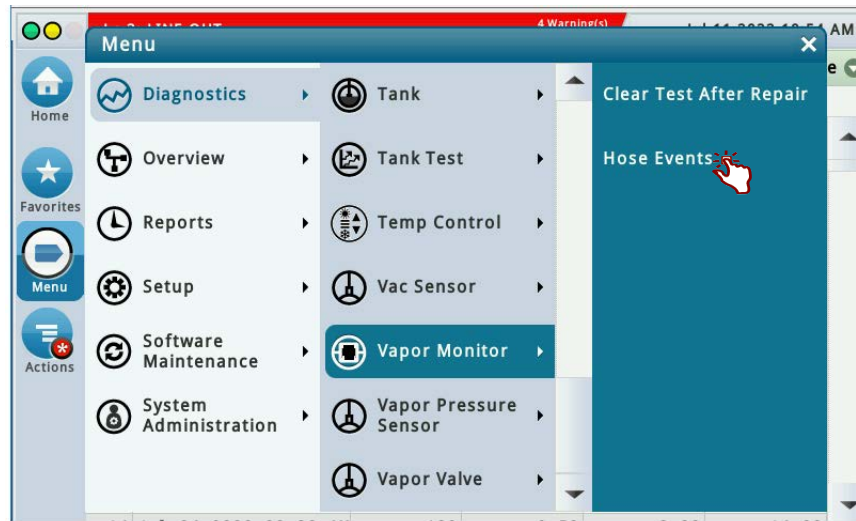 4 Warning(s)
AM
Menu
Home
Favorites
Menu
Actions
Diagnostics
Overview
Reports
Setup
Software
Maintenance
System
Administration
Tank
Tank Test
Temp Control
Vac Sensor
Vapor Monitor
Vapor Pressure
Sensor
Vapor Valve
Clear Test After Repair
Hose Events